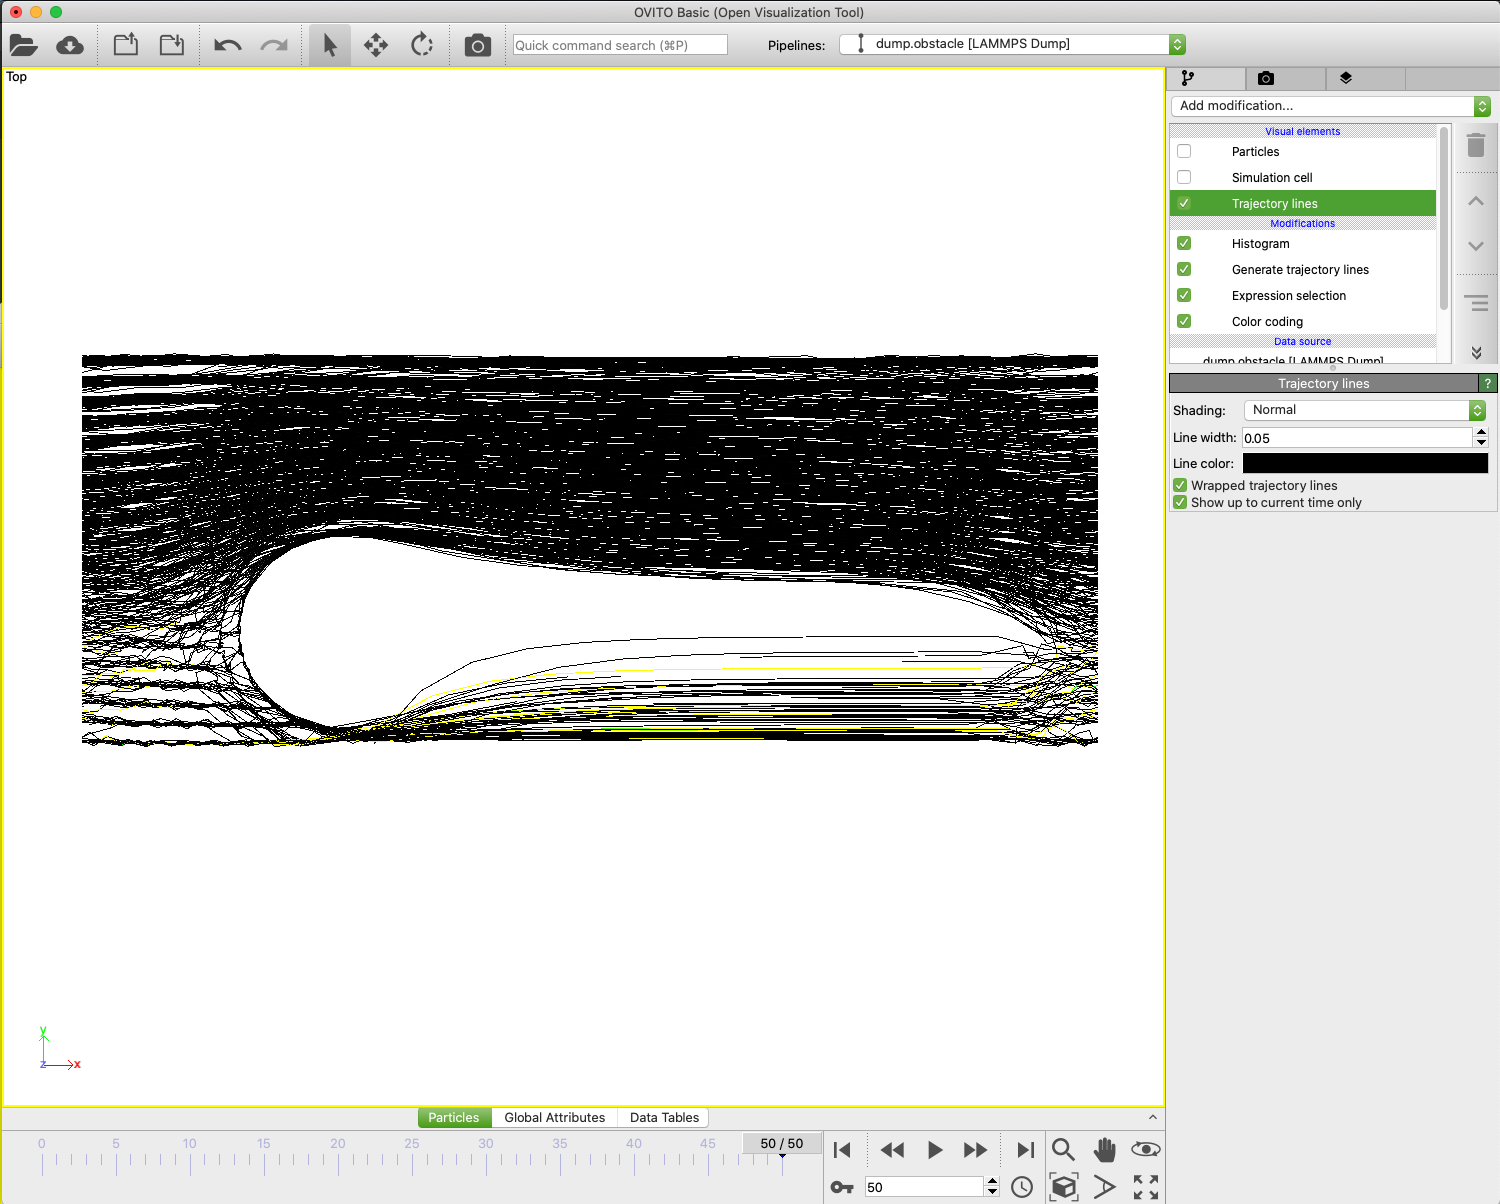 OVITO Basic (Open Visualization Tool)
Quick command search (⌘P)
Pipelines:
dump.obstacle [LAMMPS Dump]
Top
Add modification...
Visual elements
Particles
Simulation cell
Trajectory lines
Modifications
Histogram
Generate trajectory lines
Expression selection
Color coding
Data source
dump.obstacle [LAMMPS Dump]
Trajectory lines
?
Shading:
Normal
Line width:
0.05
Line color:
Wrapped trajectory lines
Show up to current time only
y
z
x
Particles
Global Attributes
Data Tables
0 5 10 15 20 25 30 35 40 45 50 / 50
50